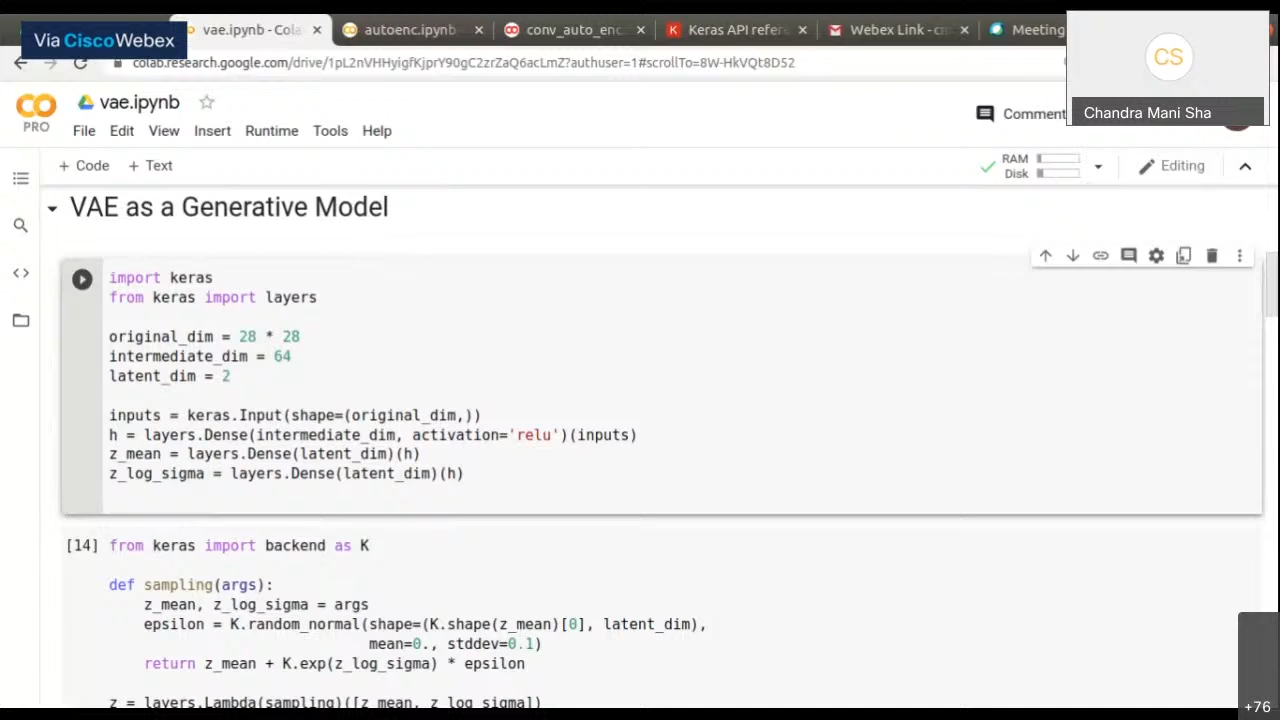 Via Cisco Webex
vae.ipynb - Cola
autoenc.ipynb
conv_auto_enc
Keras API refere
Webex Link - cm
Meeting
colab.research.google.com/drive/1pL2nVHHyigfKjprY90gC2zrZaQ6acLmZ?authuser=1#scrollTo=8W-HkVQt8D52
CS
Chandra Mani Sha
CO
PRO
vae.ipynb
File Edit View Insert Runtime Tools Help
Comment
+ Code + Text
RAM
Disk
Editing
VAE as a Generative Model
import keras
from keras import layers
original_dim = 28 * 28
intermediate_dim = 64
latent_dim = 2
inputs = keras.Input(shape=(original_dim,))
h = layers.Dense(intermediate_dim, activation='relu')(inputs)
z_mean = layers.Dense(latent_dim)(h)
z_log_sigma = layers.Dense(latent_dim)(h)
[14] from keras import backend as K
def sampling(args):
z_mean, z_log_sigma = args
epsilon = K.random_normal(shape=(K.shape(z_mean)[0], latent_dim),
mean=0., stddev=0.1)
return z_mean + K.exp(z_log_sigma) * epsilon
z = layers.Lambda(sampling)([z_mean, z_log_sigma])
+76